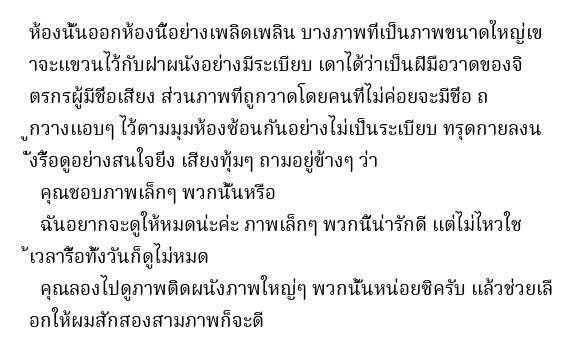 ห้องนั้นออกห้องนี้อย่างเพลิดเพลิน บางภาพที่เป็นภาพขนาดใหญ่เข
าจะแขวนไว้กับฝาผนังอย่างมีระเบียบ เดาได้ว่าเป็นฝีมือวาดของจิ
ตรกรผู้มีชื่อเสียง ส่วนภาพที่ถูกวาดโดยคนที่ไม่ค่อยจะมีชื่อ ถ
ูกวางแอบๆ ไว้ตามมุมห้องซ้อนกันอย่างไม่เป็นระเบียบ ทรุดกายลงน
ั่งรื้อดูอย่างสนใจยิ่ง เสียงทุ้มๆ ถามอยู่ข้างๆ ว่า
คุณชอบภาพเล็กๆ พวกนั้นหรือ
ฉันอยากจะดูให้หมดน่ะค่ะ ภาพเล็กๆ พวกนี้น่ารักดี แต่ไม่ไหวใช
้เวลารื้อทั้งวันก็ดูไม่หมด
คุณลองไปดูภาพติดผนังภาพใหญ่ๆ พวกนั้นหน่อยซิครับ แล้วช่วยเลื
อกให้ผมสักสองสามภาพก็จะดี